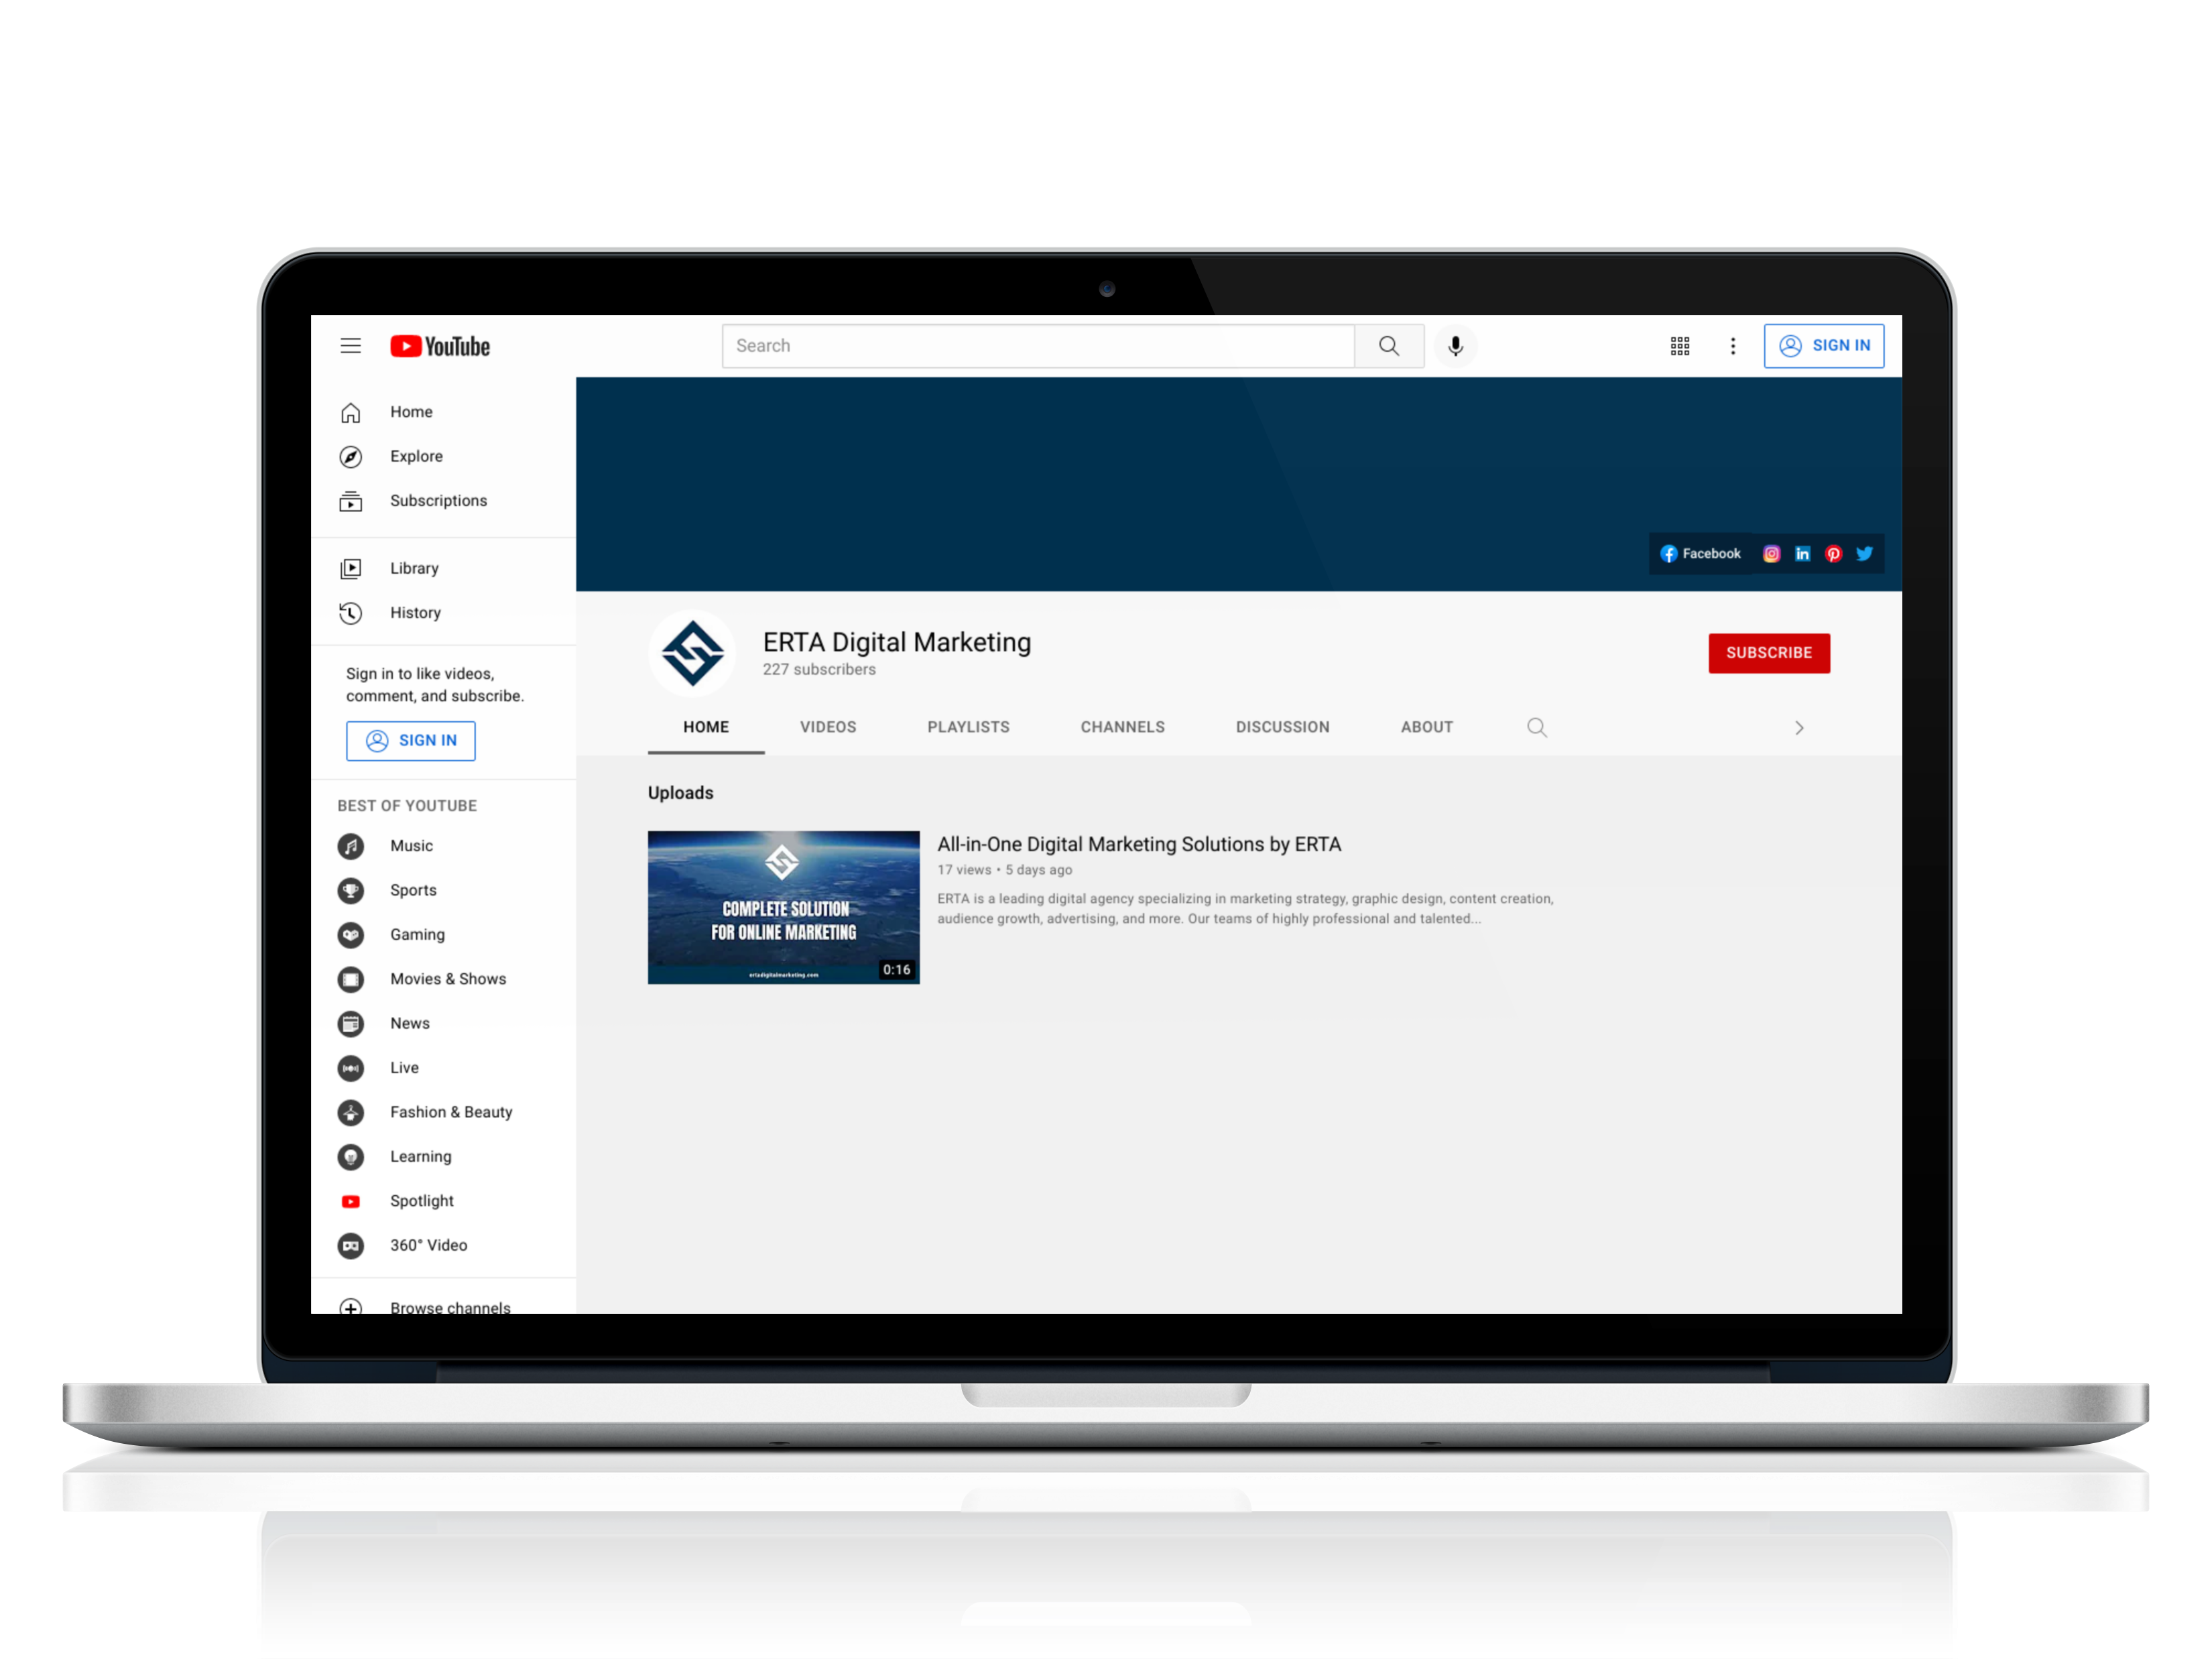 YouTube
Search
SIGN IN
Home
Explore
Subscriptions
Library
History
Sign in to like videos,
comment, and subscribe.
SIGN IN
BEST OF YOUTUBE
Music
Sports
Gaming
Movies & Shows
News
Live
Fashion & Beauty
Learning
Spotlight
360° Video
Browse channels
Facebook
in
ERTA Digital Marketing
227 subscribers
SUBSCRIBE
HOME VIDEOS PLAYLISTS CHANNELS DISCUSSION ABOUT
Uploads
COMPLETE SOLUTION
FOR ONLINE MARKETING
ertadigitalmarketing.com
0:16
All-in-One Digital Marketing Solutions by ERTA
17 views • 5 days ago
ERTA is a leading digital agency specializing in marketing strategy, graphic design, content creation,
audience growth, advertising, and more. Our teams of highly professional and talented...